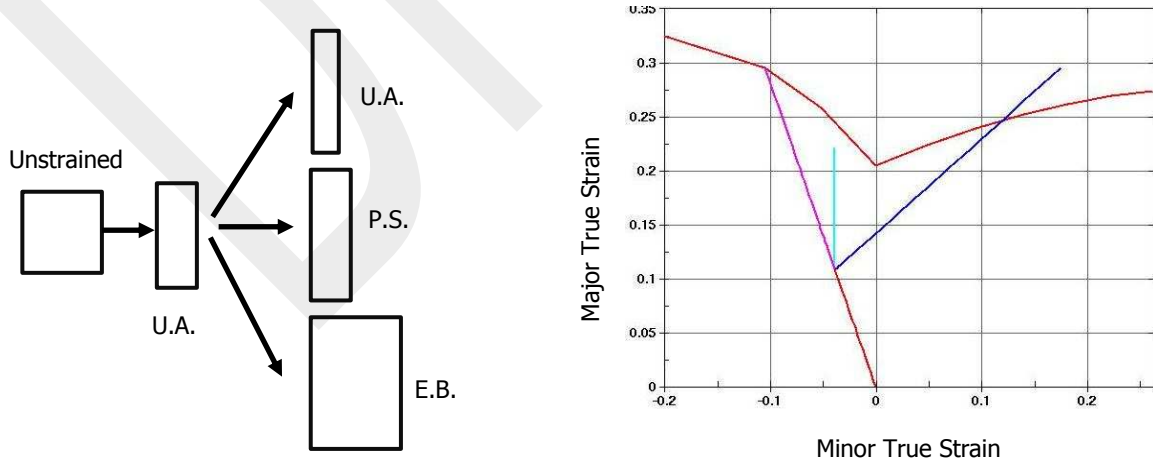 Unstrained
U.A.
U.A.
P.S.
E.B.
Major True Strain
0.35
0.3
0.25
0.2
0.15
0.1
0.05
0
-0.2
-0.1
0
0.1
0.2
Minor True Strain